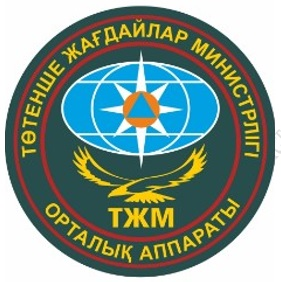 ТӨТЕНШЕ ЖАҒДАЙЛАР МИНИСТРЛІГІ
ТЖМ
ОРТАЛЫҚ АППАРАТЫ